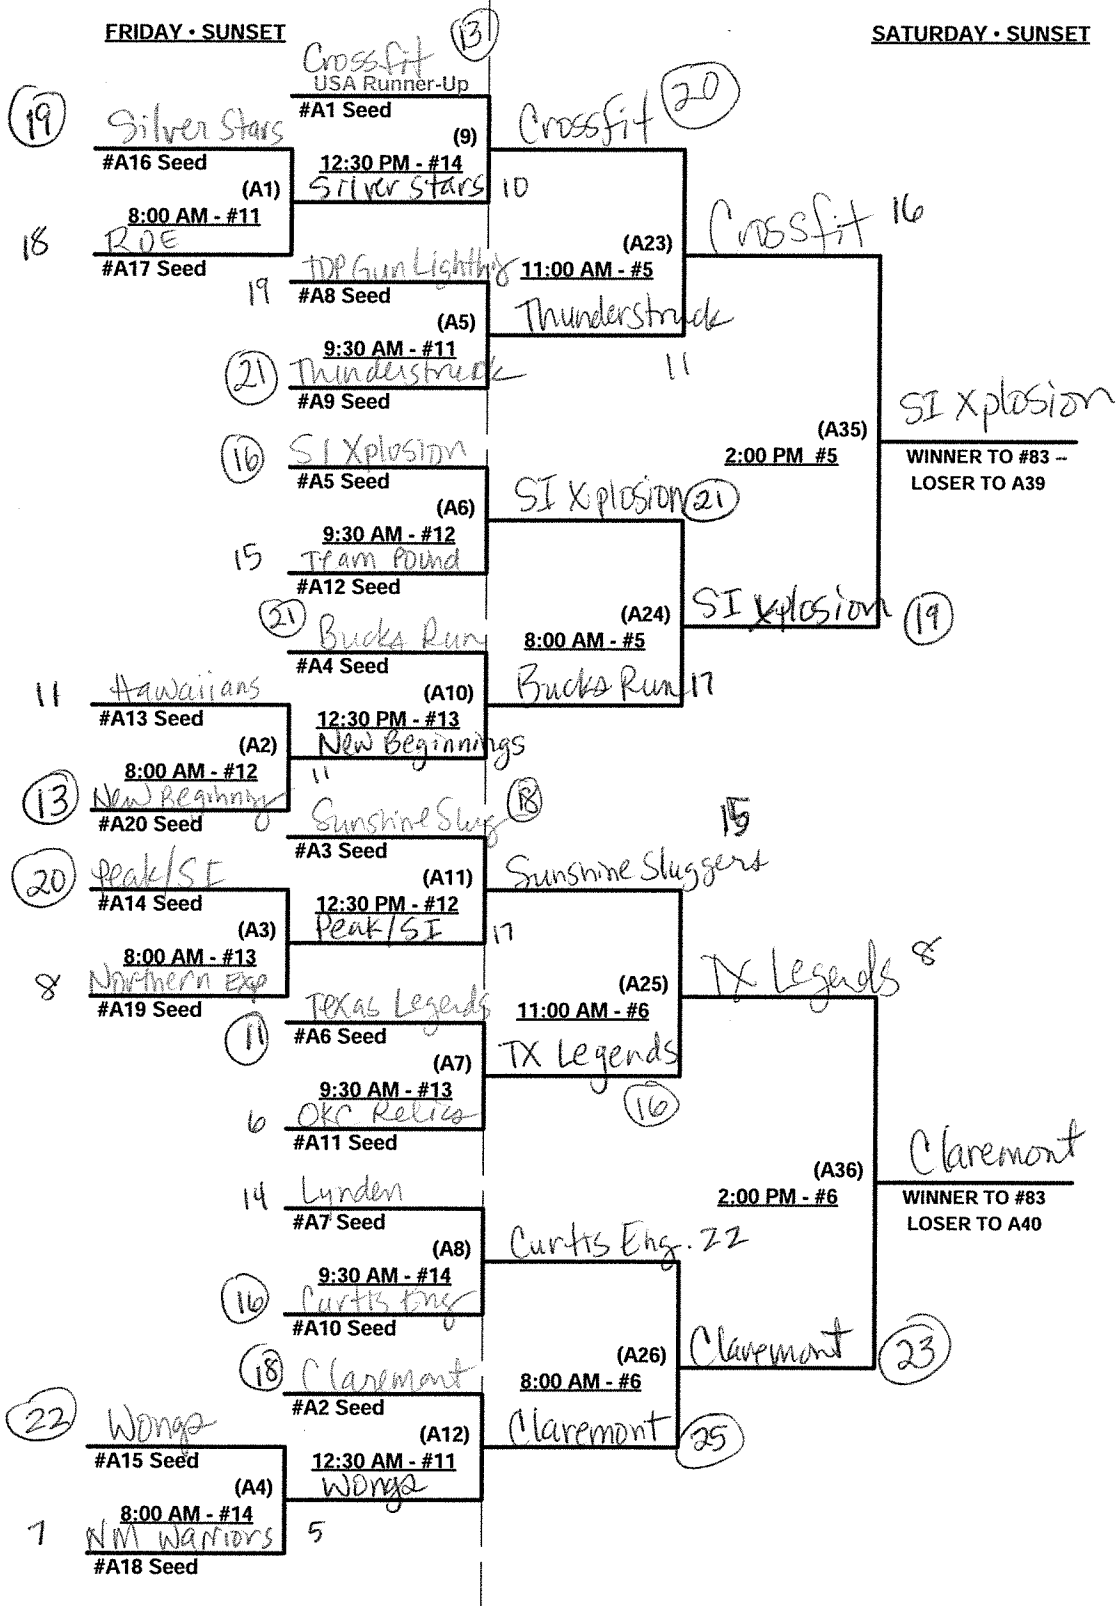 FRIDAY • SUNSET
SATURDAY • SUNSET
13
Crossfit
USA Runner-Up
#A1 Seed
19
Silver Stars
#A16 Seed
(9)
Crossfit 20
12:30 PM - #14
(A1)
Silver Stars 10
8:00 AM - #11
18 RDE
#A17 Seed
Crossfit 16
(A23)
11:00 AM - #5
19 Top Gun Lightning
#A8 Seed
(A5)
Thunderstruck
11
9:30 AM - #11
21 Thunderstruck
#A9 Seed
SI Xplosion
(A35)
2:00 PM #5
WINNER TO #83 –
LOSER TO A39
16 SI Xplosion
#A5 Seed
(A6)
SI Xplosion 21
9:30 AM - #12
15 Team Pound
#A12 Seed
SI Xplosion 19
(A24)
8:00 AM - #5
21 Bucks Run
#A4 Seed
11 Hawaiians
#A13 Seed
(A10)
Bucks Run 17
12:30 PM - #13
(A2)
New Beginnings
11
8:00 AM - #12
13 New Beginning
#A20 Seed
Sunshine Slug 18
#A3 Seed
15
20 Peak/SI
#A14 Seed
(A11)
Sunshine Sluggers
12:30 PM - #12
(A3)
Peak/SI 17
8:00 AM - #13
8 Northern Exp
#A19 Seed
TX Legends 8
(A25)
11:00 AM - #6
Texas Legends
11
#A6 Seed
(A7)
TX Legends
16
9:30 AM - #13
6 OKC Relics
#A11 Seed
Claremont
(A36)
2:00 PM - #6
WINNER TO #83
LOSER TO A40
14 Lynden
#A7 Seed
(A8)
Curtis Eng. 22
9:30 AM - #14
16 Curtis Eng
#A10 Seed
Claremont 23
(A26)
8:00 AM - #6
18 Claremont
#A2 Seed
22 Wongs
#A15 Seed
(A12)
Claremont 25
12:30 AM - #11
(A4)
Wongs
5
8:00 AM - #14
7 NM Warriors
#A18 Seed